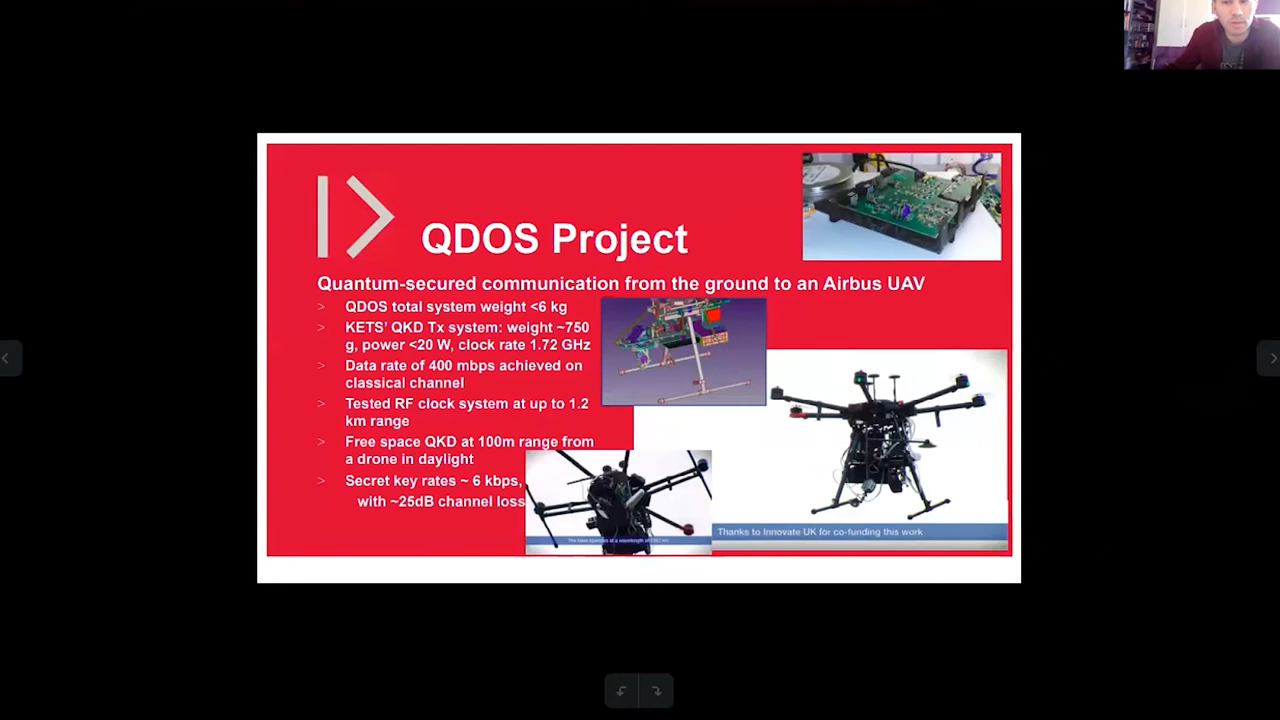 QDOS Project
Quantum-secured communication from the ground to an Airbus UAV
> QDOS total system weight <6 kg
> KETS' QKD Tx system: weight ~750
g, power <20 W, clock rate 1.72 GHz
> Data rate of 400 mbps achieved on
classical channel
> Tested RF clock system at up to 1.2
km range
> Free space QKD at 100m range from
a drone in daylight
> Secret key rates ~ 6 kbps,
with ~25dB channel loss
Thanks to Innovate UK for co-funding this work
operates at a wavelength of